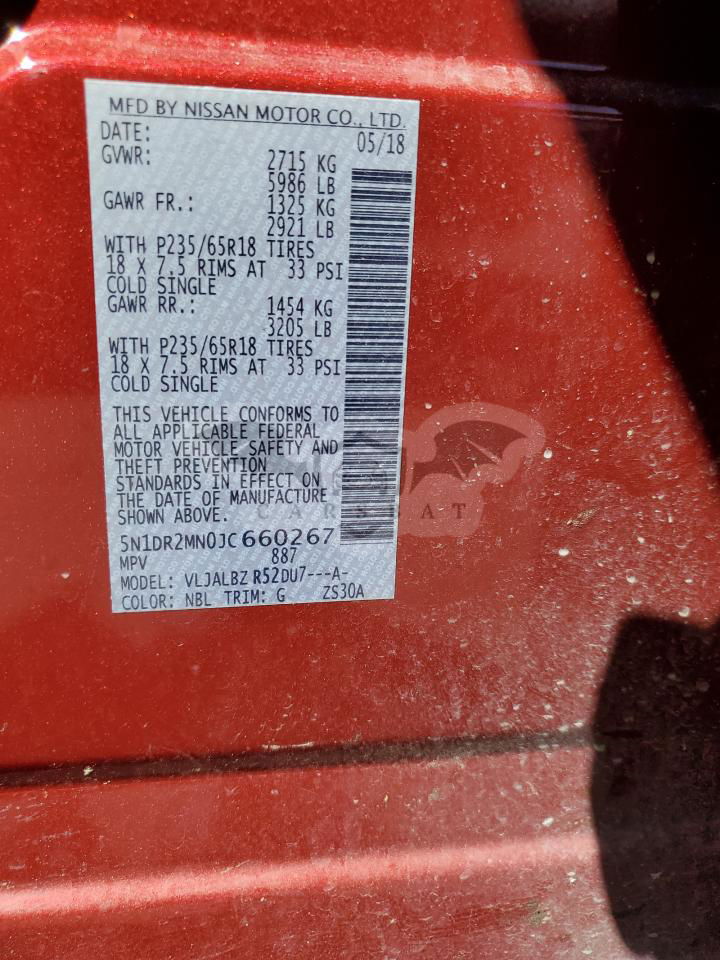 MFD BY NISSAN MOTOR CO., LTD.
DATE: 05/18
GVWR: 2715 KG
5986 LB
GAWR FR.: 1325 KG
2921 LB
WITH P235/65R18 TIRES
18 X 7.5 RIMS AT 33 PSI
COLD SINGLE
GAWR RR.: 1454 KG
3205 LB
WITH P235/65R18 TIRES
18 X 7.5 RIMS AT 33 PSI
COLD SINGLE
THIS VEHICLE CONFORMS TO
ALL APPLICABLE FEDERAL
MOTOR VEHICLE SAFETY AND
THEFT PREVENTION
STANDARDS IN EFFECT ON
THE DATE OF MANUFACTURE
SHOWN ABOVE.
CARSBAT
5N1DR2MN0JC660267
MPV 887
MODEL: VLJALBZ R52DU7---A-
COLOR: NBL TRIM: G ZS30A